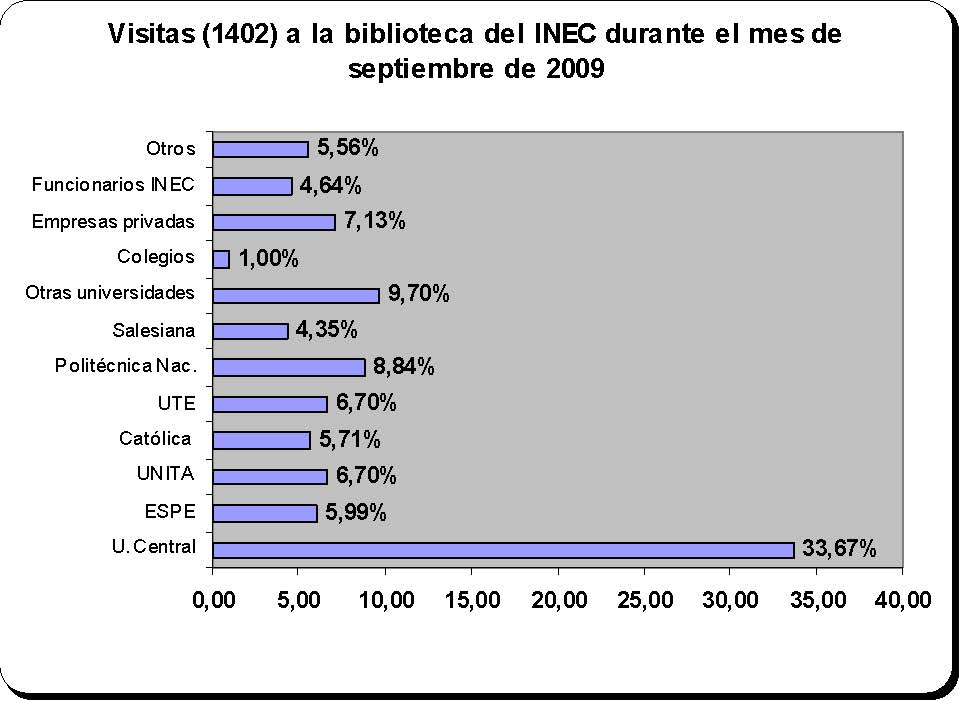 Visitas (1402) a la biblioteca del INEC durante el mes de
septiembre de 2009
Otros 5,56%
Funcionarios INEC 4,64%
Empresas privadas 7,13%
Colegios 1,00%
Otras universidades 9,70%
Salesiana 4,35%
Politécnica Nac. 8,84%
UTE 6,70%
Católica 5,71%
UNITA 6,70%
ESPE 5,99%
U. Central 33,67%
0,00 5,00 10,00 15,00 20,00 25,00 30,00 35,00 40,00